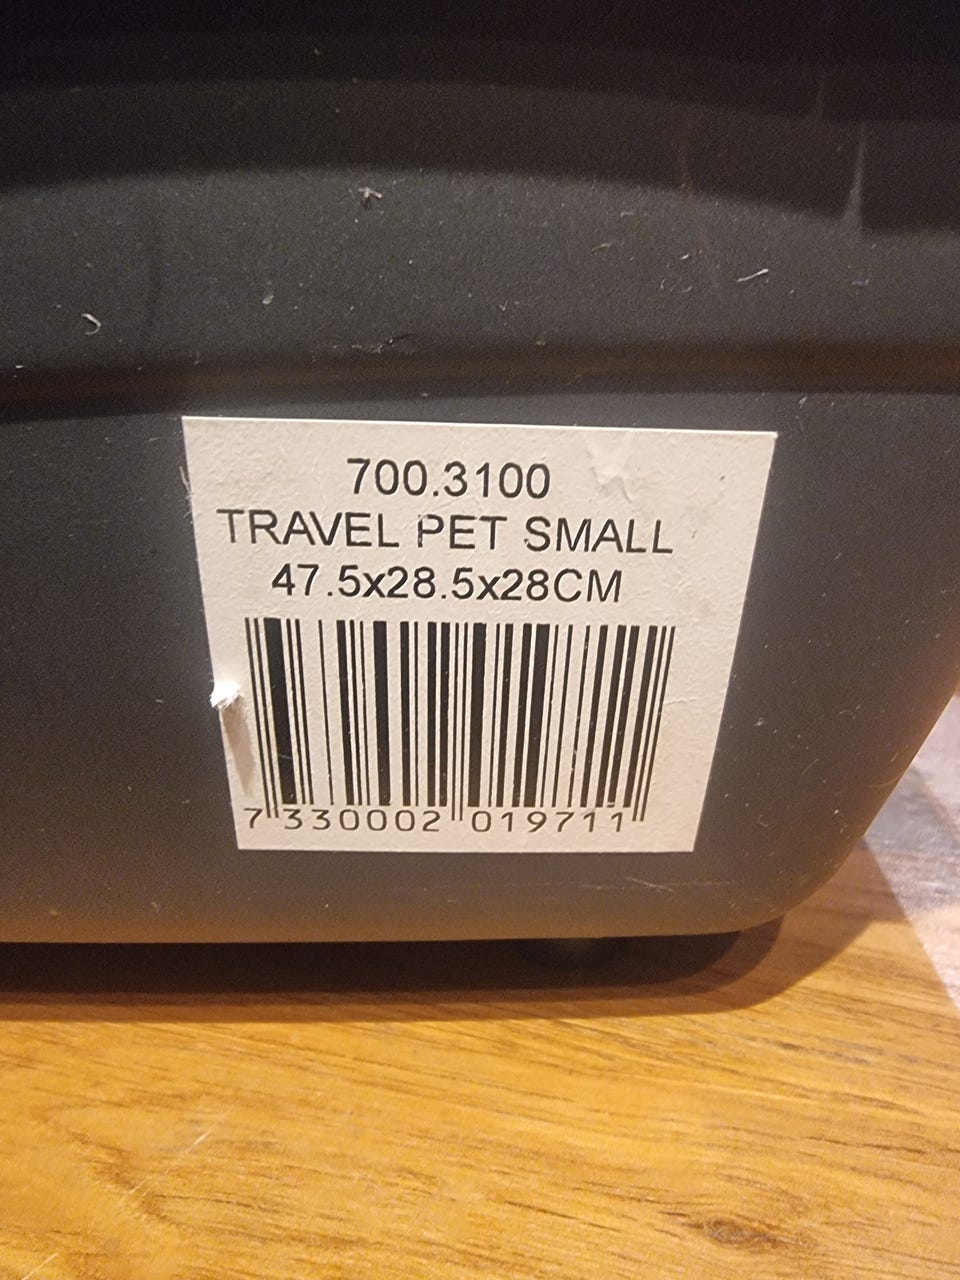 700.3100
TRAVEL PET SMALL
47.5x28.5x28CM
7 330002 019711